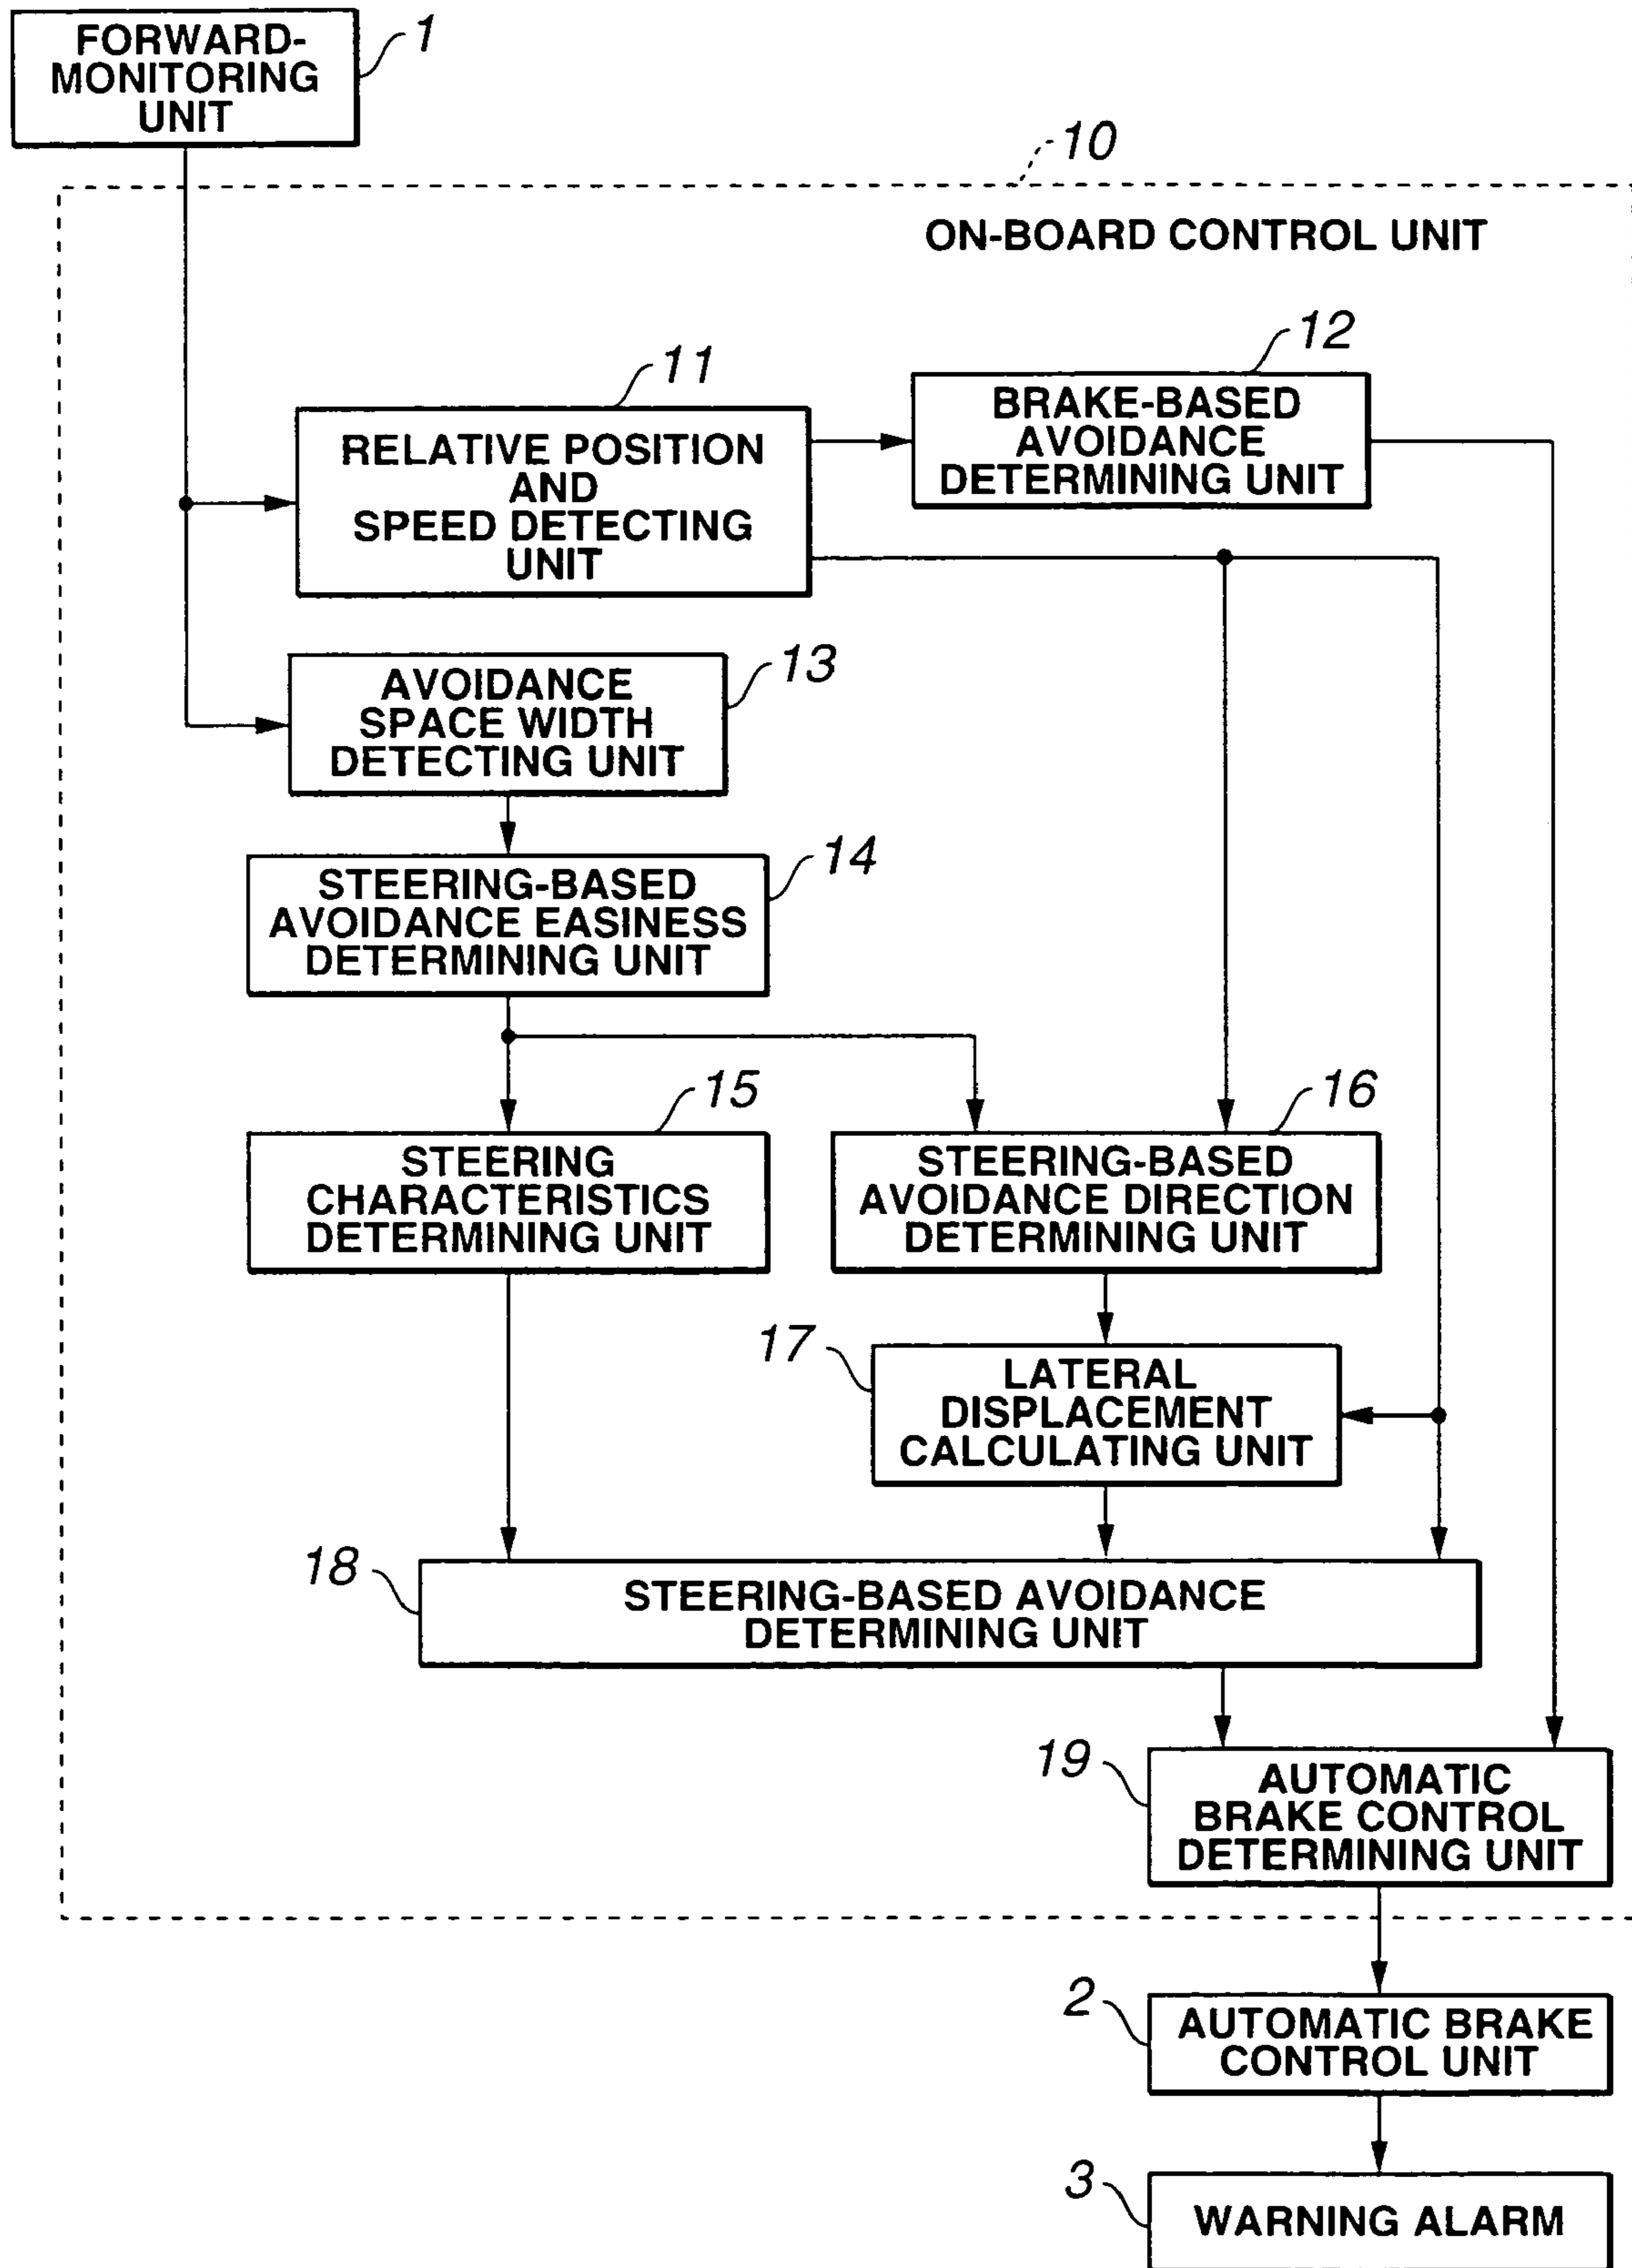 FORWARD-
MONITORING
UNIT
1
10
ON-BOARD CONTROL UNIT
11
RELATIVE POSITION
AND
SPEED DETECTING
UNIT
12
BRAKE-BASED
AVOIDANCE
DETERMINING UNIT
13
AVOIDANCE
SPACE WIDTH
DETECTING UNIT
14
STEERING-BASED
AVOIDANCE EASINESS
DETERMINING UNIT
15
STEERING
CHARACTERISTICS
DETERMINING UNIT
16
STEERING-BASED
AVOIDANCE DIRECTION
DETERMINING UNIT
17
LATERAL
DISPLACEMENT
CALCULATING UNIT
18
STEERING-BASED AVOIDANCE
DETERMINING UNIT
19
AUTOMATIC
BRAKE CONTROL
DETERMINING UNIT
2
AUTOMATIC BRAKE
CONTROL UNIT
3
WARNING ALARM